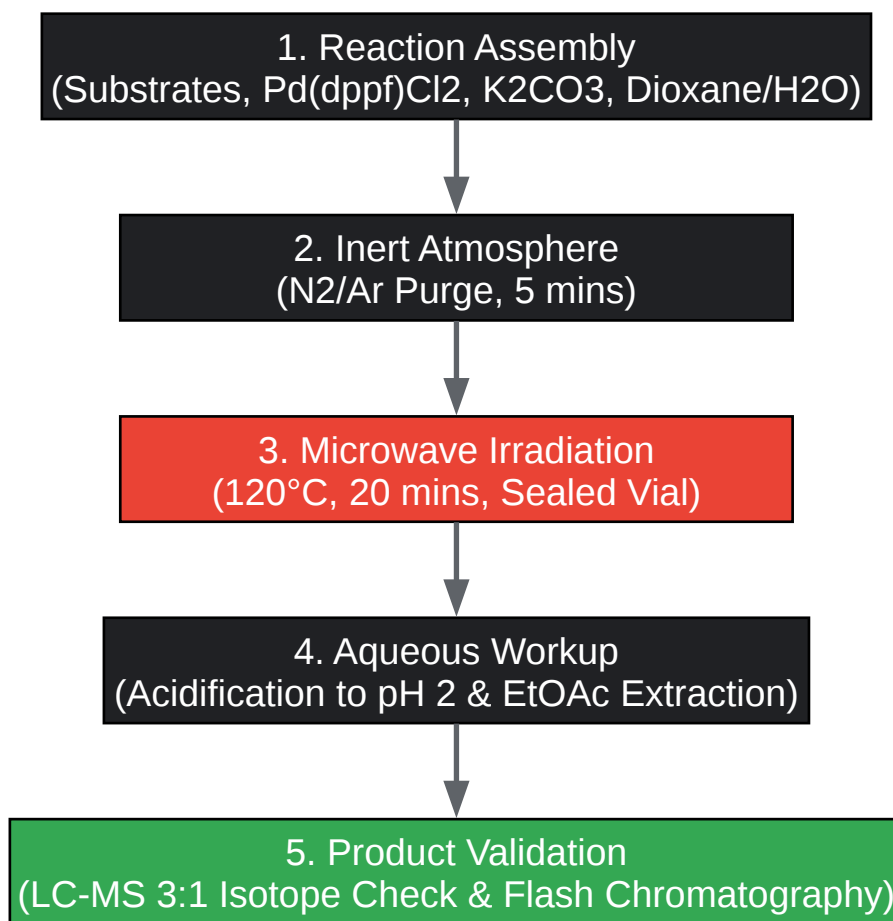 1. Reaction Assembly
(Substrates, Pd(dppf)Cl2, K2CO3, Dioxane/H2O)
2. Inert Atmosphere
(N2/Ar Purge, 5 mins)
3. Microwave Irradiation
(120°C, 20 mins, Sealed Vial)
4. Aqueous Workup
(Acidification to pH 2 & EtOAc Extraction)
5. Product Validation
(LC-MS 3:1 Isotope Check & Flash Chromatography)